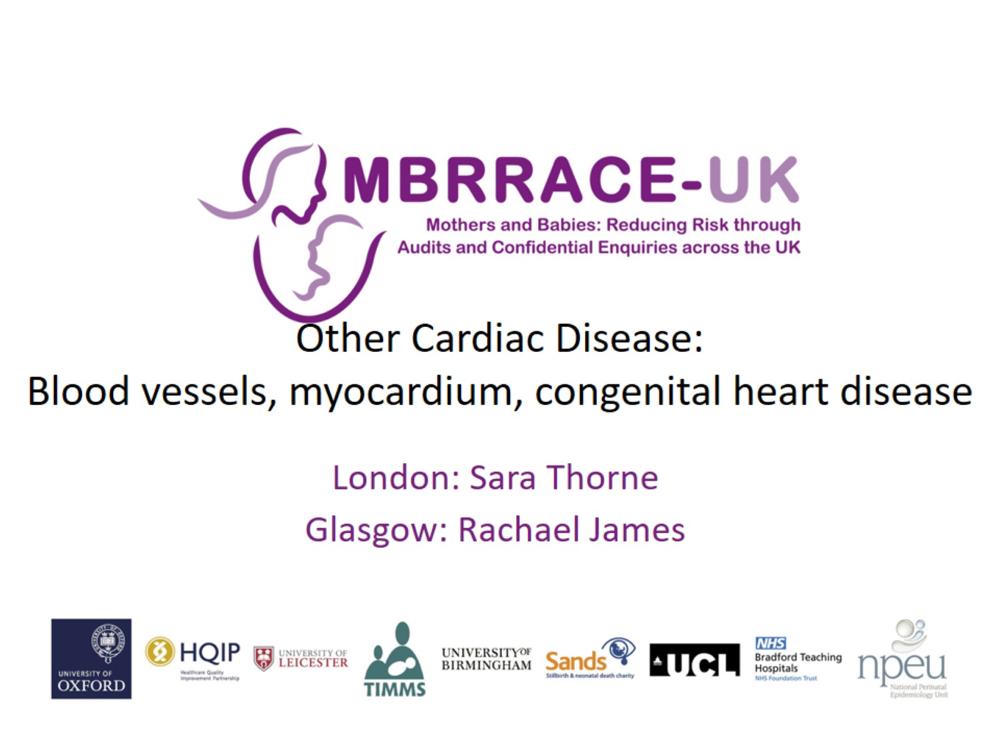 MBRRACE-UK
Mothers and Babies: Reducing Risk through
Audits and Confidential Enquiries across the UK
Other Cardiac Disease:
Blood vessels, myocardium, congenital heart disease
London: Sara Thorne
Glasgow: Rachael James
UNIVERSITY OF
OXFORD
HQIP
Healthcare Quality
Improvement Partnership
UNIVERSITY OF
LEICESTER
TIMMS
UNIVERSITY OF
BIRMINGHAM
Sands
Stillbirth & neonatal death charity
UCL
NHS
Bradford Teaching
Hospitals
NHS Foundation Trust
npeu
National Perinatal
Epidemiology Unit